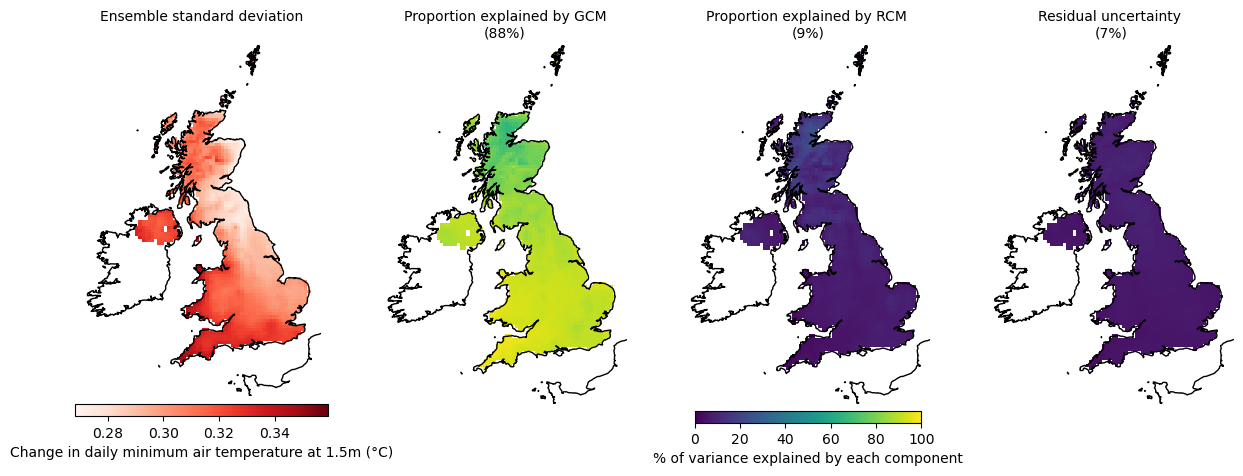 Ensemble standard deviation
Proportion explained by GCM
(88%)
Proportion explained by RCM
(9%)
Residual uncertainty
(7%)
0.28 0.30 0.32 0.34
Change in daily minimum air temperature at 1.5m (°C)
0 20 40 60 80 100
% of variance explained by each component